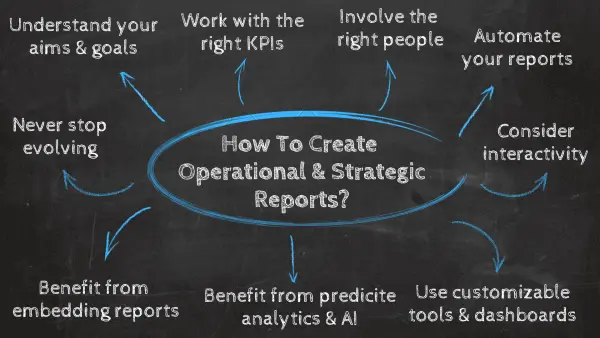 Understand your
aims & goals
Work with the
right KPIs
Involve the
right people
Automate
your reports
Never stop
evolving
How To Create
Operational & Strategic
Reports?
Consider
interactivity
Benefit from
embedding reports
Benefit from predicite
analytics & AI
Use customizable
tools & dashboards